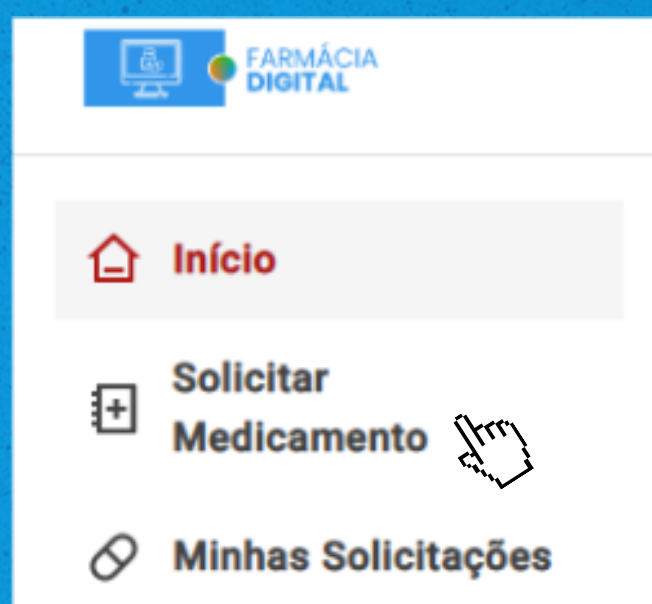 FARMÁCIA
DIGITAL
Início
Solicitar
Medicamento
Minhas Solicitações